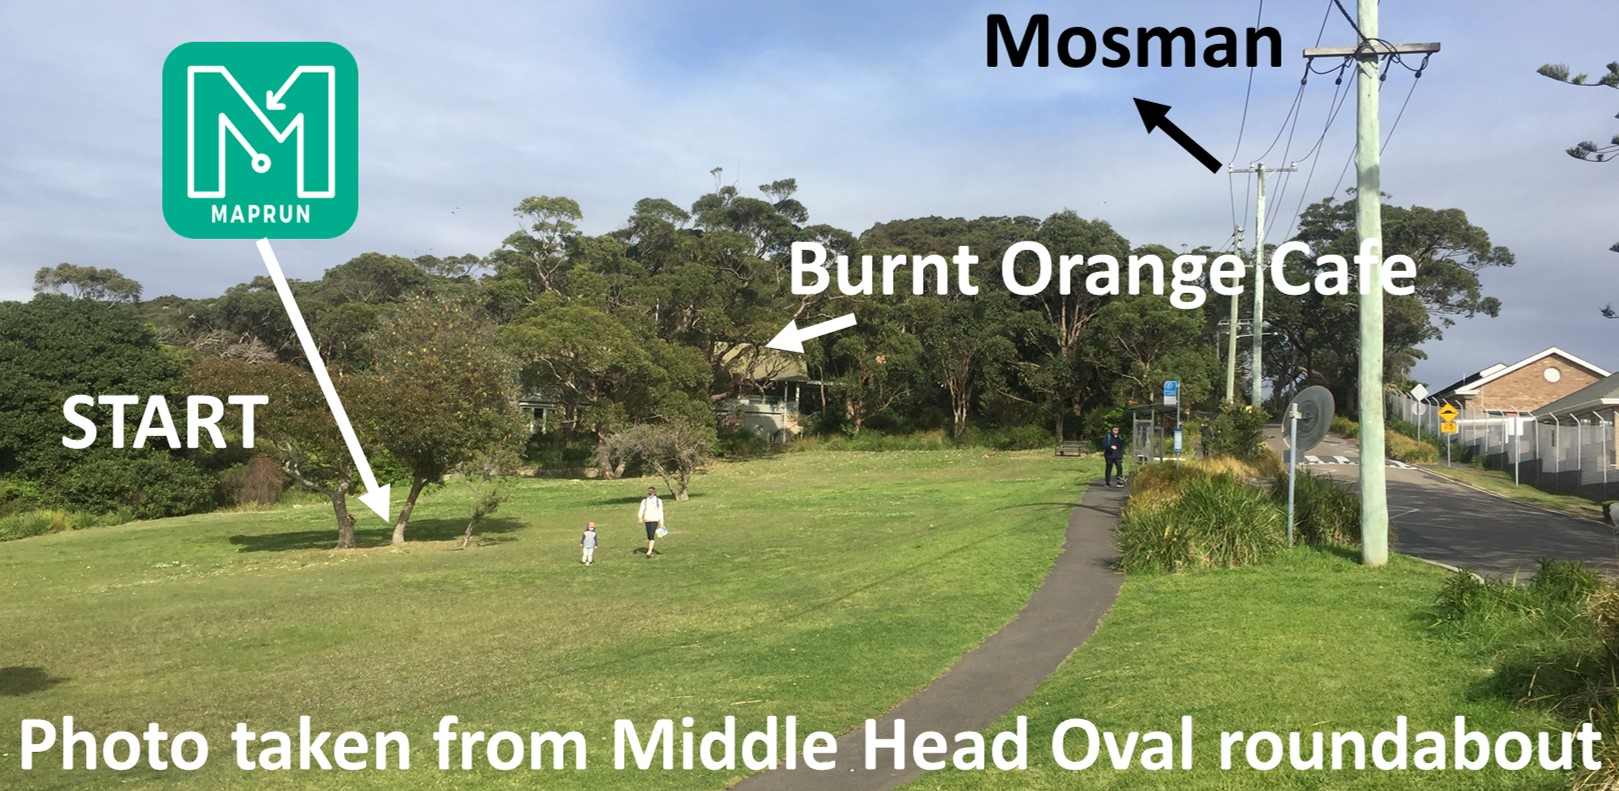 Mosman
MAPRUN
Burnt Orange Cafe
START
Photo taken from Middle Head Oval roundabout